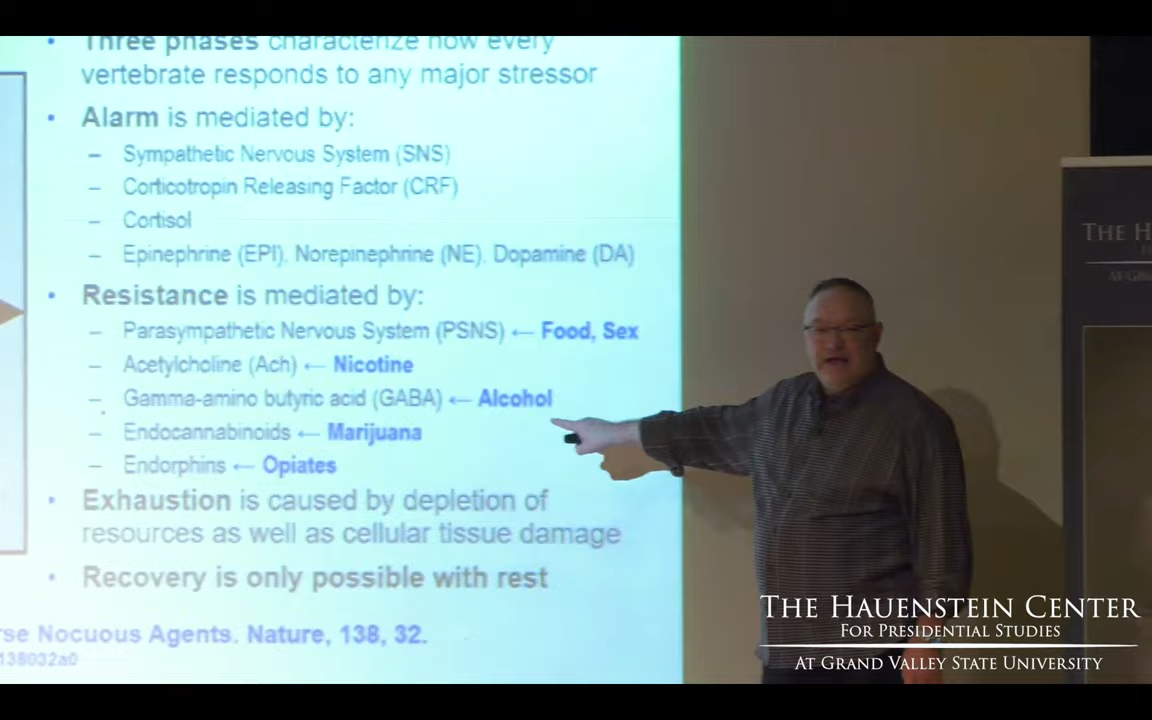 • Three phases characterize how every
vertebrate responds to any major stressor
• Alarm is mediated by:
– Sympathetic Nervous System (SNS)
– Corticotropin Releasing Factor (CRF)
– Cortisol
– Epinephrine (EPI). Norepinephrine (NE). Dopamine (DA)
• Resistance is mediated by:
– Parasympathetic Nervous System (PSNS) ← Food, Sex
– Acetylcholine (Ach) ← Nicotine
– Gamma-amino butyric acid (GABA) ← Alcohol
– Endocannabinoids ← Marijuana
– Endorphins ← Opiates
• Exhaustion is caused by depletion of
resources as well as cellular tissue damage
• Recovery is only possible with rest
rse Nocuous Agents. Nature, 138, 32.
138032a0
THE H
THE HAUENSTEIN CENTER
FOR PRESIDENTIAL STUDIES
AT GRAND VALLEY STATE UNIVERSITY